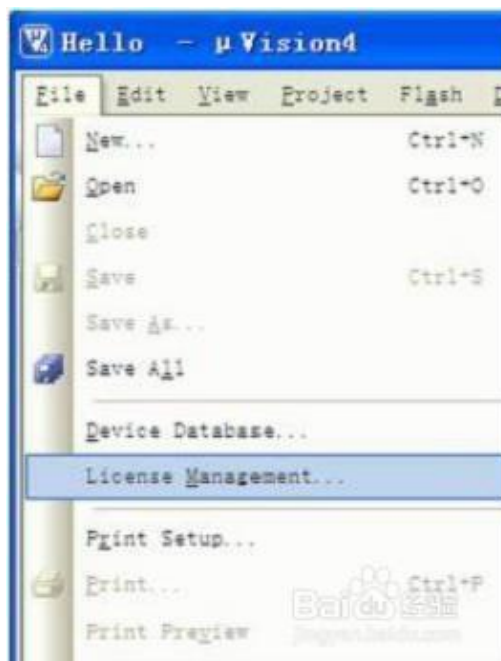 Hello - μVision4
File Edit View Project Flash
New... Ctrl+N
Open Ctrl+O
Close
Save Ctrl+S
Save As...
Save All
Device Database...
License Management...
Print Setup...
Print... Ctrl+P
Print Preview
Baidu经验
jingyan.baidu.com